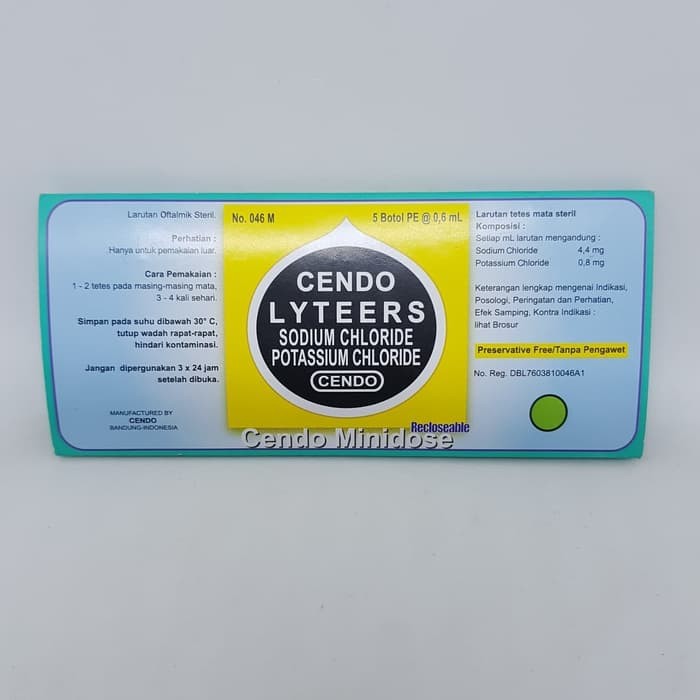 Larutan Oftalmik Steril.
Perhatian :
Hanya untuk pemakaian luar.
Cara Pemakaian :
1 - 2 tetes pada masing-masing mata,
3 - 4 kali sehari.
Simpan pada suhu dibawah 30° C,
tutup wadah rapat-rapat,
hindari kontaminasi.
Jangan dipergunakan 3 x 24 jam
setelah dibuka.
MANUFACTURED BY
CENDO
BANDUNG-INDONESIA
No. 046 M
5 Botol PE @ 0,6 mL
CENDO
LYTEERS
SODIUM CHLORIDE
POTASSIUM CHLORIDE
CENDO
Recloseable
Cendo Minidose
Larutan tetes mata steril
Komposisi :
Setiap mL larutan mengandung :
Sodium Chloride 4,4 mg
Potassium Chloride 0,8 mg
Keterangan lengkap mengenai Indikasi,
Posologi, Peringatan dan Perhatian,
Efek Samping, Kontra Indikasi :
lihat Brosur
Preservative Free/Tanpa Pengawet
No. Reg. DBL7603810046A1